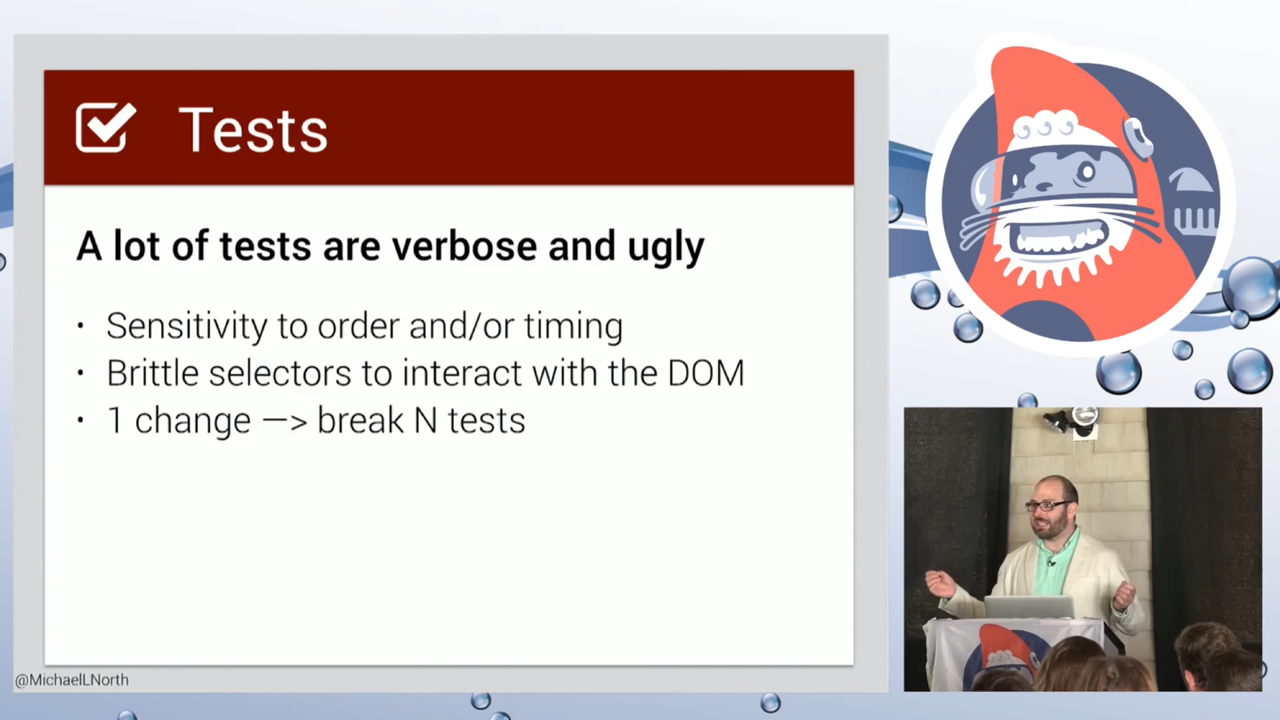 Tests
A lot of tests are verbose and ugly
• Sensitivity to order and/or timing
• Brittle selectors to interact with the DOM
• 1 change —> break N tests
@MichaelLNorth